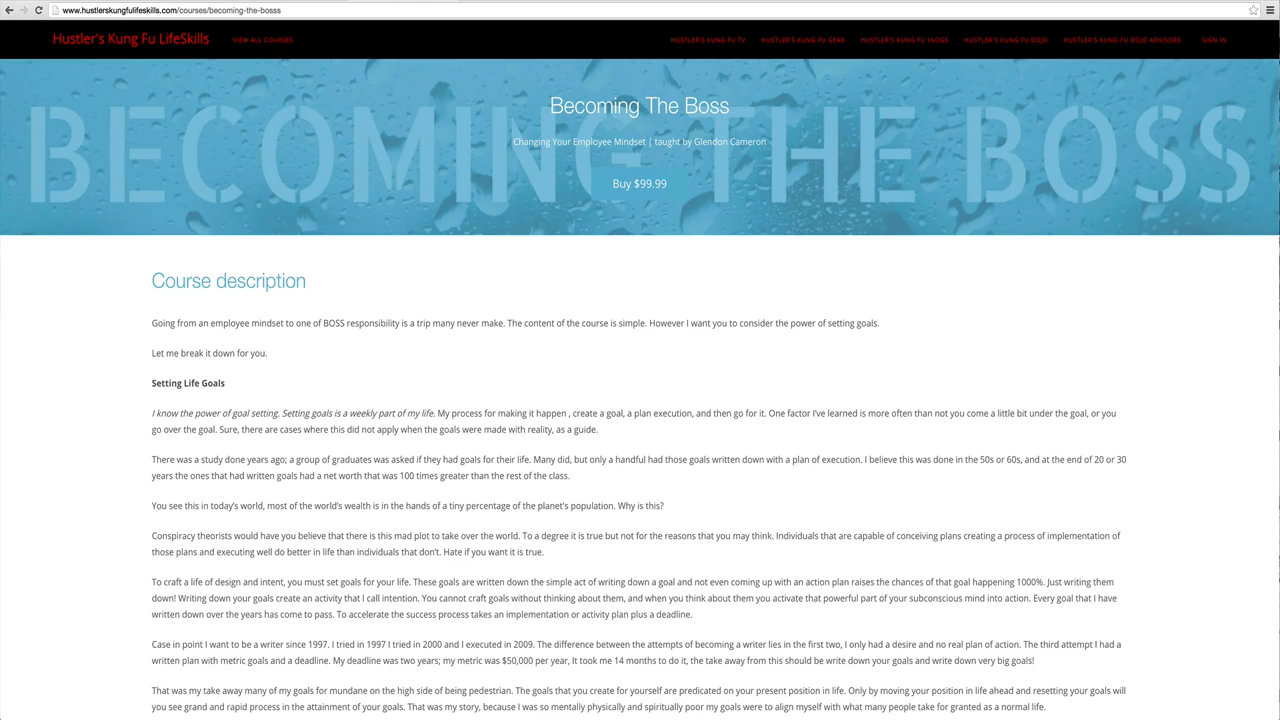 www.hustlerskungfulifeskills.com/courses/becoming-the-bosss
Hustler's Kung Fu LifeSkills
VIEW ALL COURSES
HUSTLER'S KUNG FU TV
HUSTLER'S KUNG FU GEAR
HUSTLER'S KUNG FU VLOGS
HUSTLER'S KUNG FU DOJO
HUSTLER'S KUNG FU DOJO ADVISORS
SIGN IN
BECOMING THE BOSS
Becoming The Boss
Changing Your Employee Mindset | taught by Glendon Cameron
Buy $99.99
Course description
Going from an employee mindset to one of BOSS responsibility is a trip many never make. The content of the course is simple. However I want you to consider the power of setting goals.
Let me break it down for you.
Setting Life Goals
I know the power of goal setting. Setting goals is a weekly part of my life. My process for making it happen , create a goal, a plan execution, and then go for it. One factor I've learned is more often than not you come a little bit under the goal, or you
go over the goal. Sure, there are cases where this did not apply when the goals were made with reality, as a guide.
There was a study done years ago; a group of graduates was asked if they had goals for their life. Many did, but only a handful had those goals written down with a plan of execution. I believe this was done in the 50s or 60s, and at the end of 20 or 30
years the ones that had written goals had a net worth that was 100 times greater than the rest of the class.
You see this in today's world, most of the world's wealth is in the hands of a tiny percentage of the planet's population. Why is this?
Conspiracy theorists would have you believe that there is this mad plot to take over the world. To a degree it is true but not for the reasons that you may think. Individuals that are capable of conceiving plans creating a process of implementation of
those plans and executing well do better in life than individuals that don't. Hate if you want it is true.
To craft a life of design and intent, you must set goals for your life. These goals are written down the simple act of writing down a goal and not even coming up with an action plan raises the chances of that goal happening 1000%. Just writing them
down! Writing down your goals create an activity that I call intention. You cannot craft goals without thinking about them, and when you think about them you activate that powerful part of your subconscious mind into action. Every goal that I have
written down over the years has come to pass. To accelerate the success process takes an implementation or activity plan plus a deadline.
Case in point I want to be a writer since 1997. I tried in 1997 I tried in 2000 and I executed in 2009. The difference between the attempts of becoming a writer lies in the first two, I only had a desire and no real plan of action. The third attempt I had a
written plan with metric goals and a deadline. My deadline was two years; my metric was $50,000 per year, It took me 14 months to do it, the take away from this should be write down your goals and write down very big goals!
That was my take away many of my goals for mundane on the high side of being pedestrian. The goals that you create for yourself are predicated on your present position in life. Only by moving your position in life ahead and resetting your goals will
you see grand and rapid process in the attainment of your goals. That was my story, because I was so mentally physically and spiritually poor my goals were to align myself with what many people take for granted as a normal life.